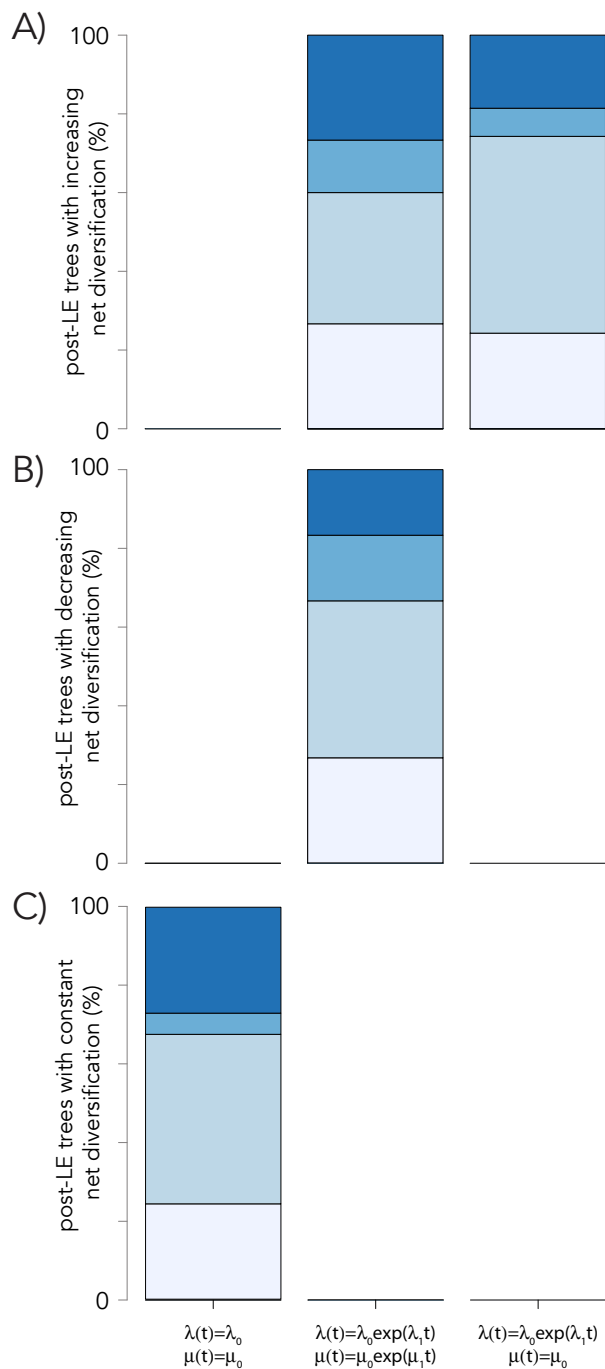 A)
100
post-LE trees with increasing
net diversification (%)
0
B)
100
post-LE trees with decreasing
net diversification (%)
0
C)
100
post-LE trees with constant
net diversification (%)
0
λ(t)=λ₀
μ(t)=μ₀
λ(t)=λ₀exp(λ₁t)
μ(t)=μ₀exp(μ₁t)
λ(t)=λ₀exp(λ₁t)
μ(t)=μ₀